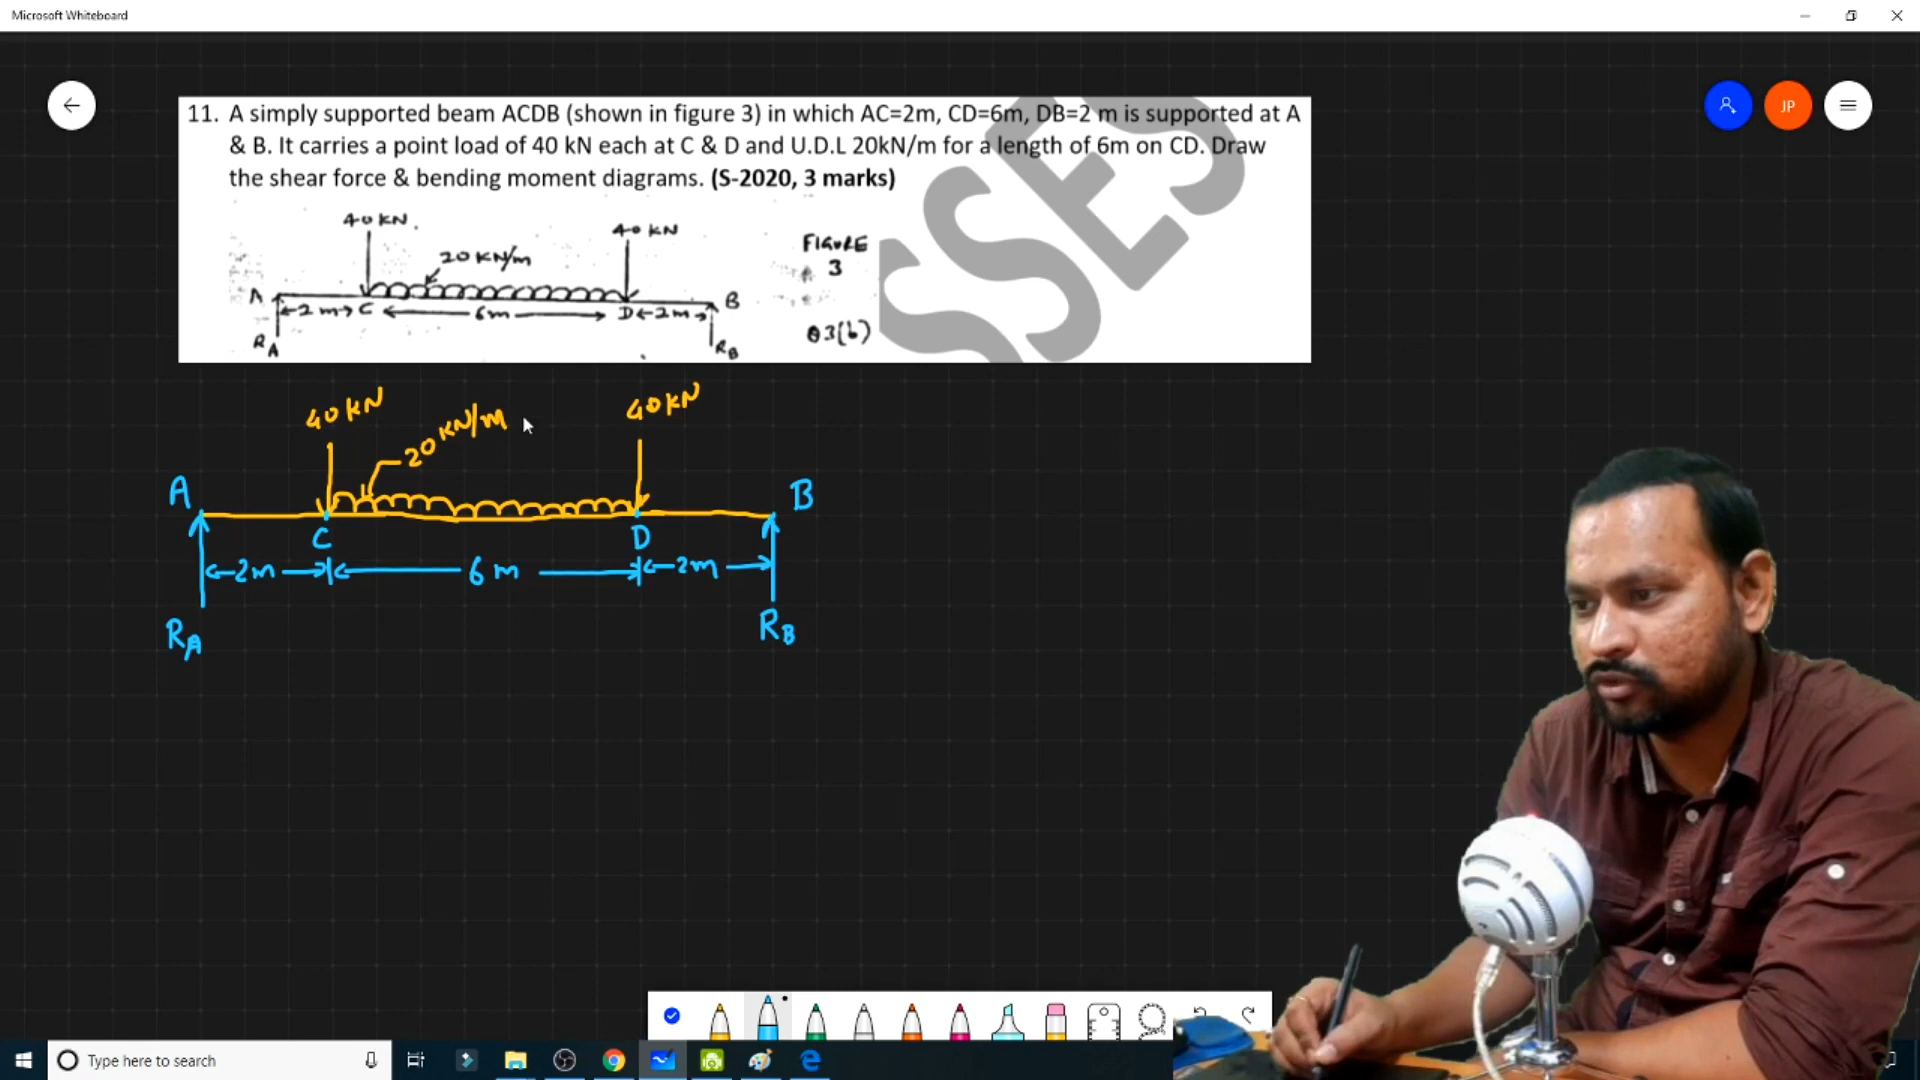 Microsoft Whiteboard
JP
11. A simply supported beam ACDB (shown in figure 3) in which AC=2m, CD=6m, DB=2 m is supported at A
& B. It carries a point load of 40 kN each at C & D and U.D.L 20kN/m for a length of 6m on CD. Draw
the shear force & bending moment diagrams. (S-2020, 3 marks)
SSES
40 KN.
40 KN
20 KN/m
FIGURE
3
A
2 m
C
6m
D
2m
B
RA
RB
Q3(b)
40 KN
20 KN/m
40 KN
A
B
C
D
2m
6 m
2m
RA
RB
Type here to search